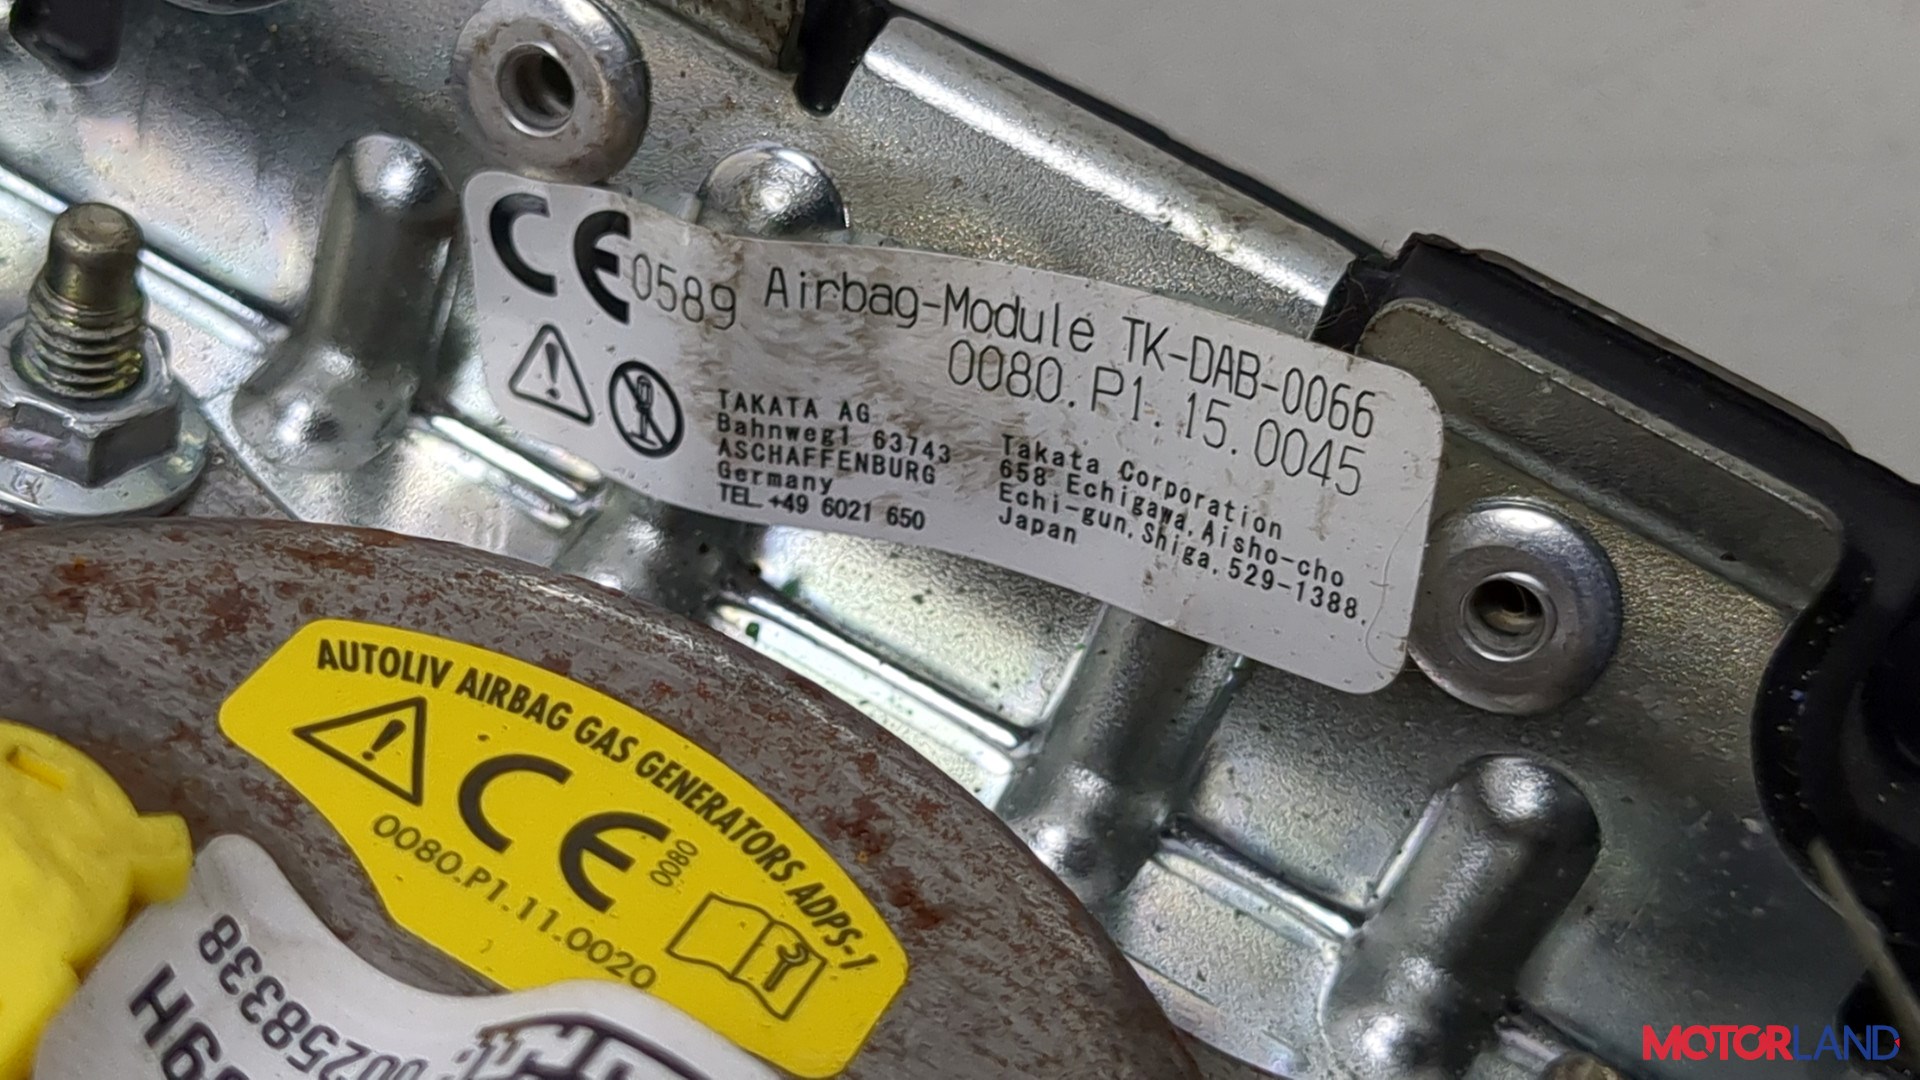 CE 0589 Airbag-Module TK-DAB-0066
0080.P1.15.0045
TAKATA AG
Bahnweg1 63743
ASCHAFFENBURG
Germany
TEL +49 6021 650
Takata Corporation
658 Echigawa,Aisho-cho
Echi-gun,Shiga,529-1388,
Japan
AUTOLIV AIRBAG GAS GENERATORS ADPS-1
CE 0080
0080.P1.11.0020
MOTORLAND